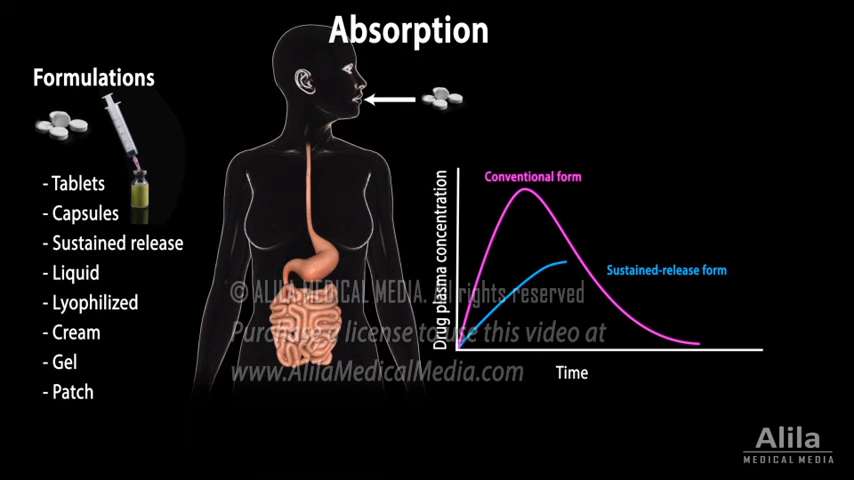 Absorption
Formulations
- Tablets
- Capsules
- Sustained release
- Liquid
- Lyophilized
- Cream
- Gel
- Patch
Drug plasma concentration
Conventional form
Sustained-release form
Time
© ALILA MEDICAL MEDIA. All rights reserved
Purchase a license to use this video at
www.AlilaMedicalMedia.com
Alila
MEDICAL MEDIA